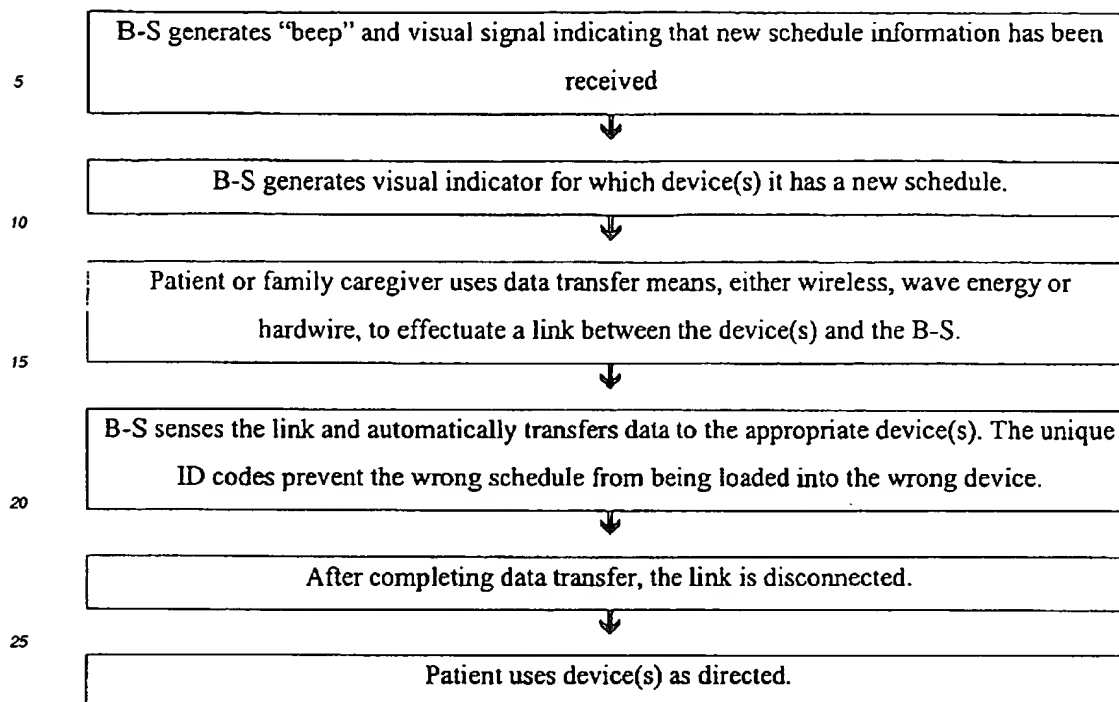 B-S generates “beep” and visual signal indicating that new schedule information has been
5
received
B-S generates visual indicator for which device(s) it has a new schedule.
10
Patient or family caregiver uses data transfer means, either wireless, wave energy or
hardwire, to effectuate a link between the device(s) and the B-S.
15
B-S senses the link and automatically transfers data to the appropriate device(s). The unique
ID codes prevent the wrong schedule from being loaded into the wrong device.
20
After completing data transfer, the link is disconnected.
25
Patient uses device(s) as directed.